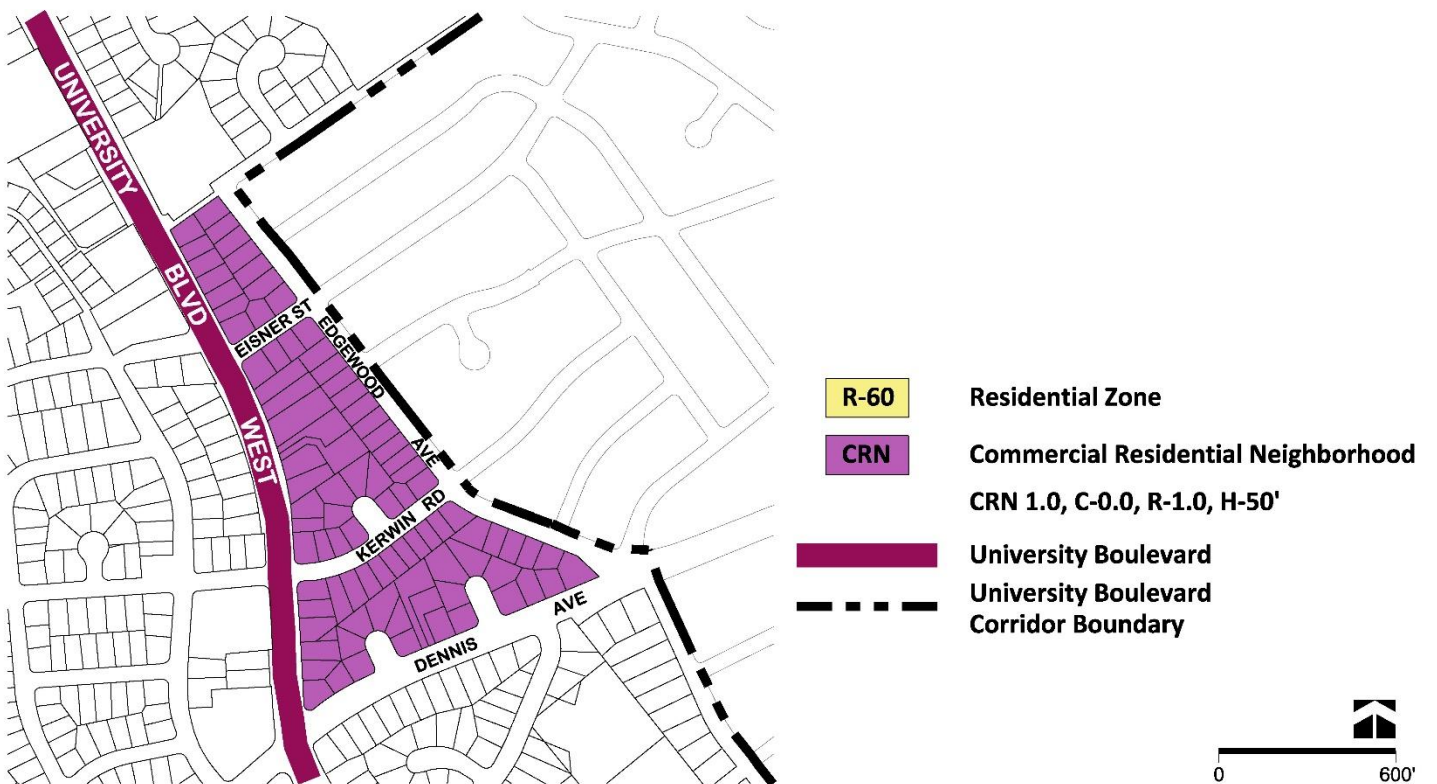 UNIVERSITY
BLVD
WEST
EISNER ST
EDGEWOOD
AVE
KERWIN RD
DENNIS
AVE
R-60
Residential Zone
CRN
Commercial Residential Neighborhood
CRN 1.0, C-0.0, R-1.0, H-50'
University Boulevard
University Boulevard
Corridor Boundary
0
600'